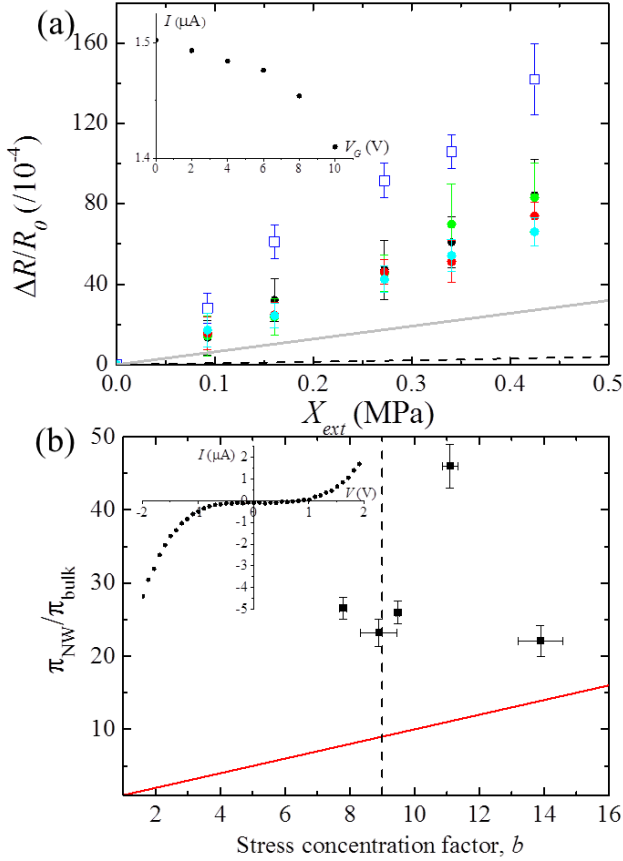 (a)
I (μA)
1.5
1.4
0 2 4 6 8 10
V_G (V)
160
120
80
40
0
ΔR/R_o (/10^-4)
0.0 0.1 0.2 0.3 0.4 0.5
X_ext (MPa)
(b)
I (μA)
2
1
0
-1
-2
-3
-4
-5
-2 -1 0 1 2
V(V)
50
40
30
20
10
π_NW/π_bulk
2 4 6 8 10 12 14 16
Stress concentration factor, b